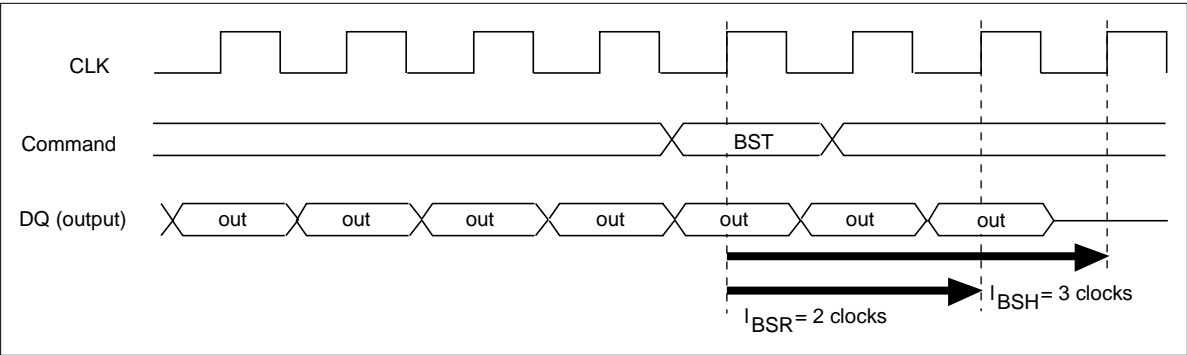 CLK
Command
BST
DQ (output)
out
out
out
out
out
out
out
lBSH= 3 clocks
lBSR= 2 clocks